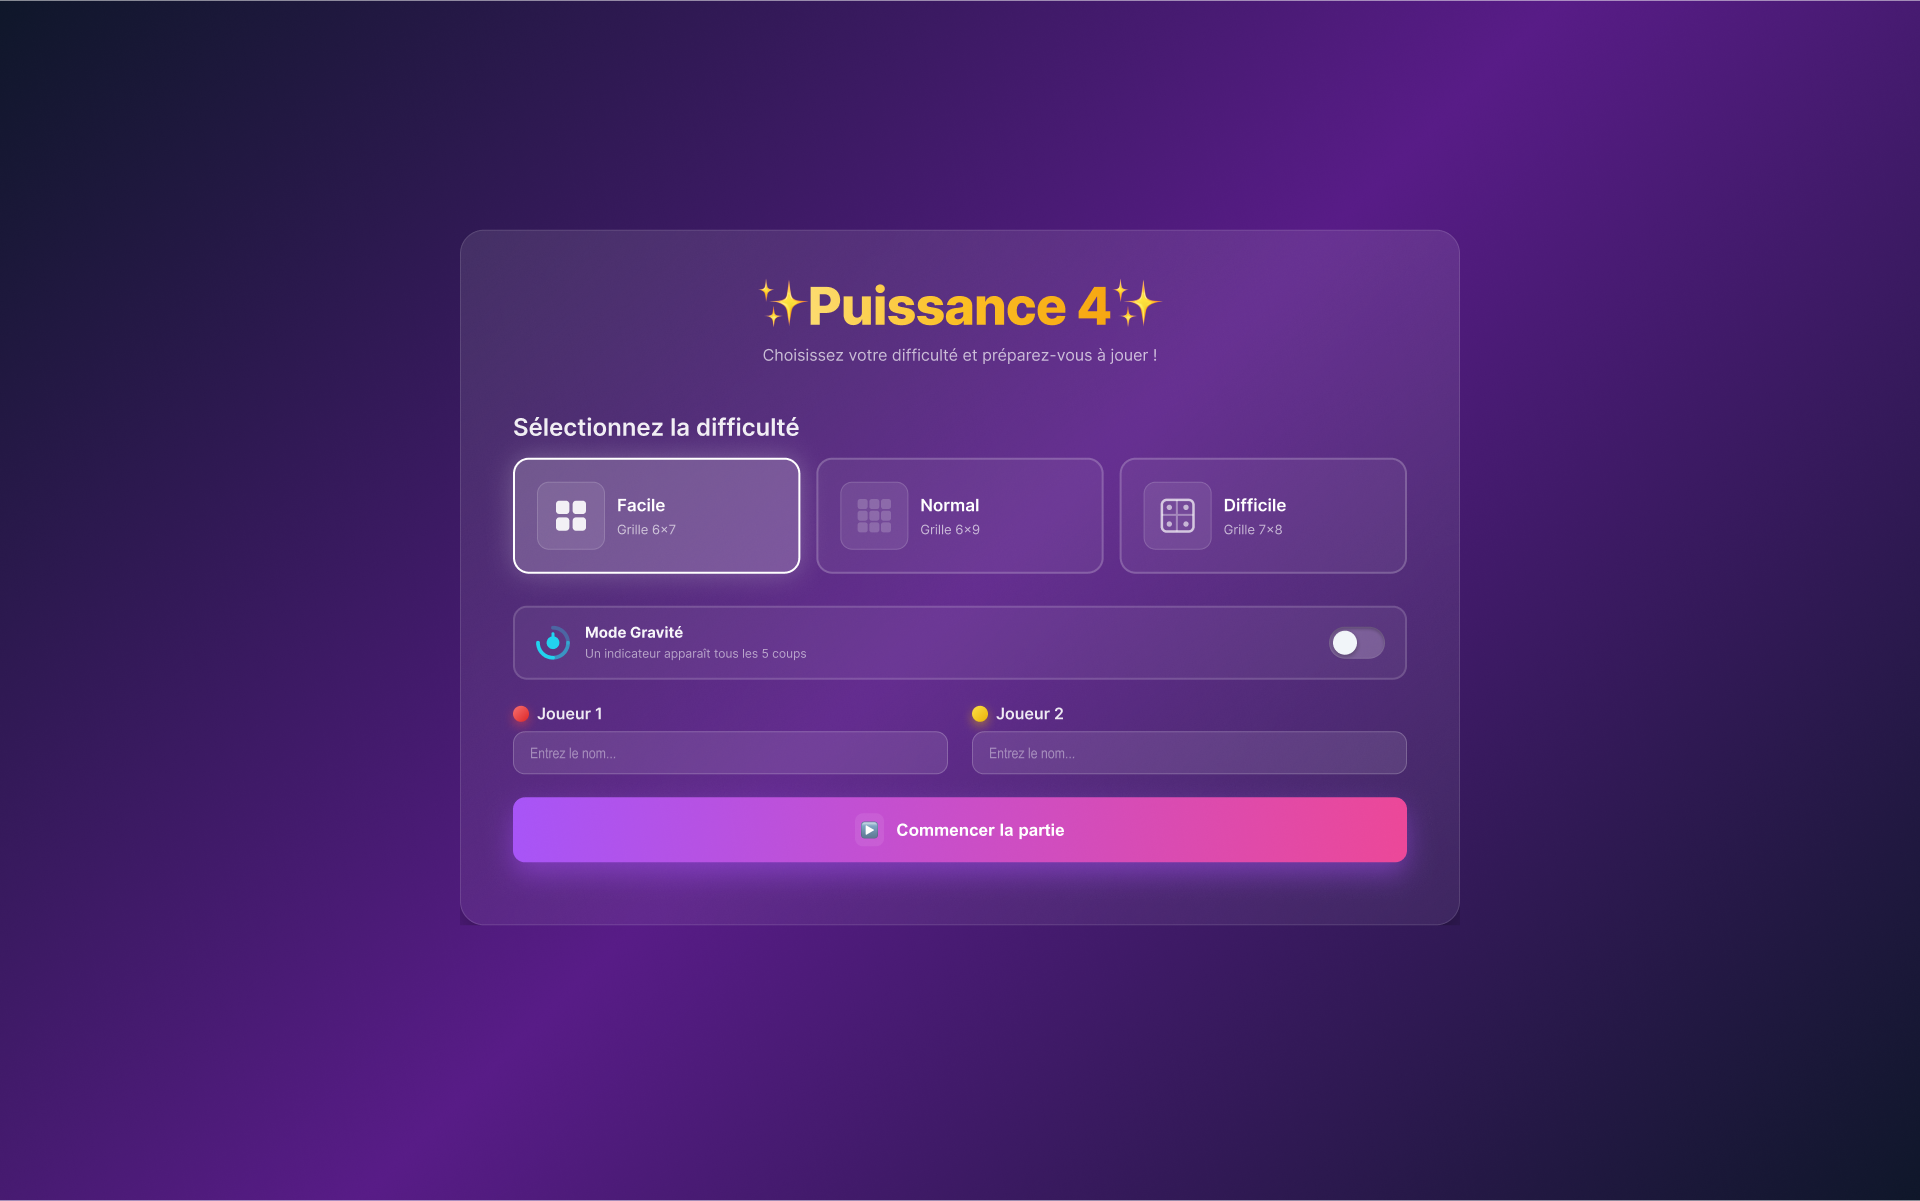 ✨Puissance 4✨
Choisissez votre difficulté et préparez-vous à jouer !
Sélectionnez la difficulté
Facile
Grille 6×7
Normal
Grille 6×9
Difficile
Grille 7×8
Mode Gravité
Un indicateur apparaît tous les 5 coups
Joueur 1
Entrez le nom...
Joueur 2
Entrez le nom...
Commencer la partie